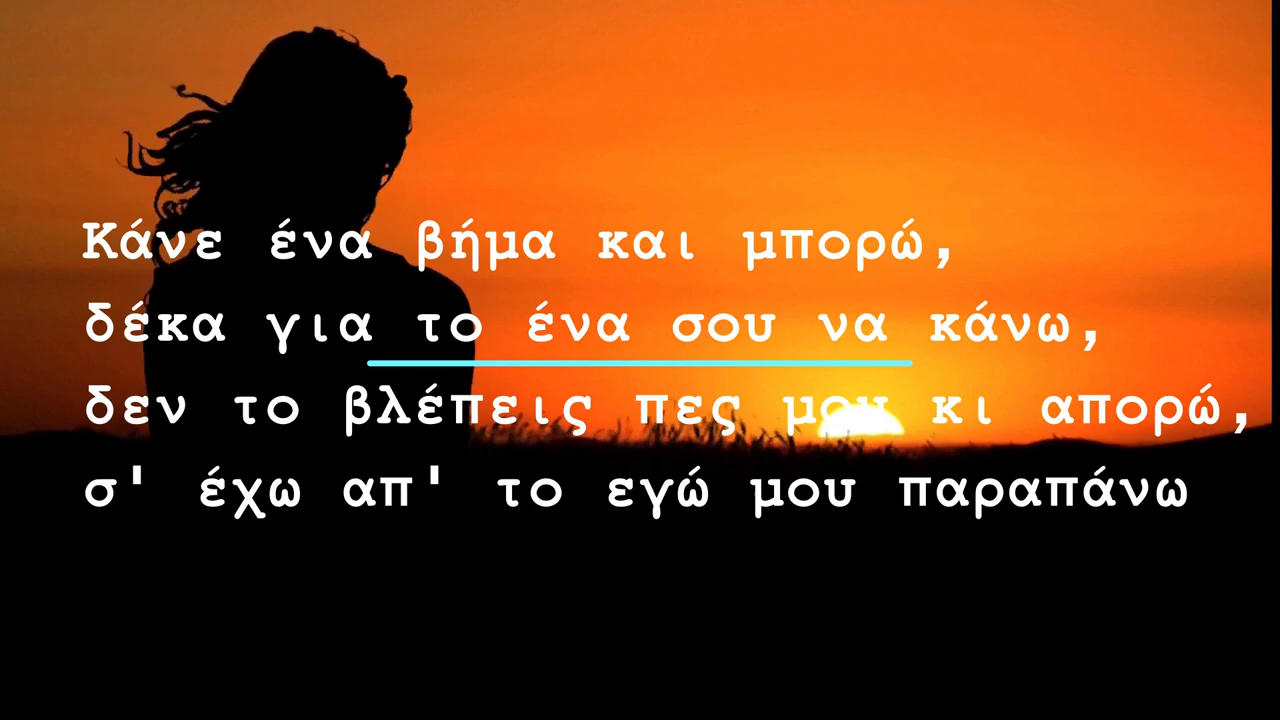 Κάνε ένα βήμα και μπορώ,
δέκα για το ένα σου να κάνω,
δεν το βλέπεις πες μου κι απορώ,
σ' έχω απ' το εγώ μου παραπάνω